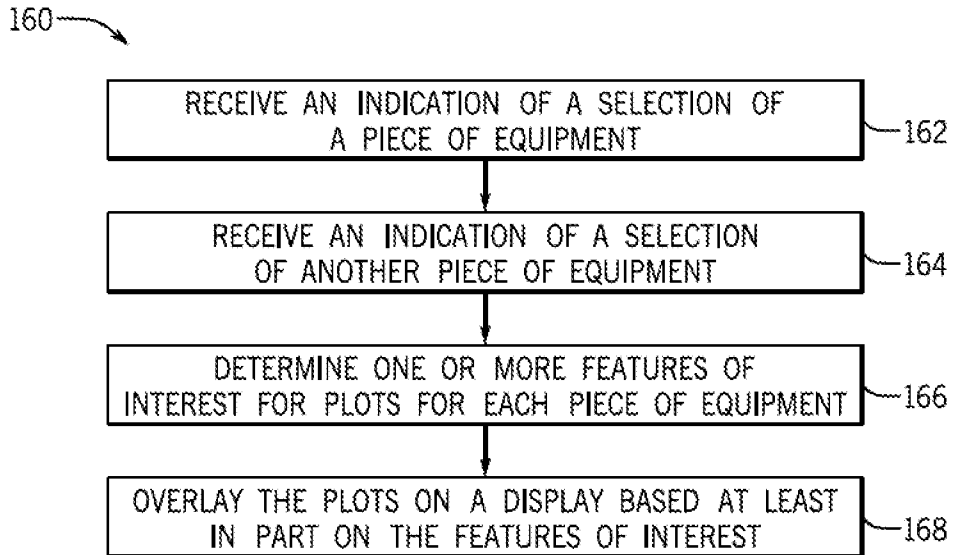 160
RECEIVE AN INDICATION OF A SELECTION OF
A PIECE OF EQUIPMENT
162
RECEIVE AN INDICATION OF A SELECTION
OF ANOTHER PIECE OF EQUIPMENT
164
DETERMINE ONE OR MORE FEATURES OF
INTEREST FOR PLOTS FOR EACH PIECE OF EQUIPMENT
166
OVERLAY THE PLOTS ON A DISPLAY BASED AT LEAST
IN PART ON THE FEATURES OF INTEREST
168